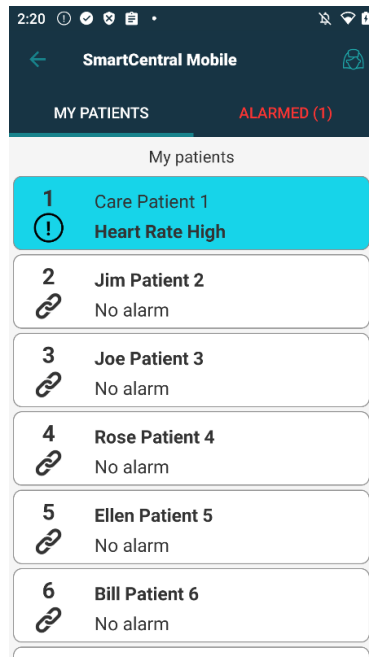 2:20
SmartCentral Mobile
MY PATIENTS
ALARMED (1)
My patients
1
Care Patient 1
Heart Rate High
2
Jim Patient 2
No alarm
3
Joe Patient 3
No alarm
4
Rose Patient 4
No alarm
5
Ellen Patient 5
No alarm
6
Bill Patient 6
No alarm